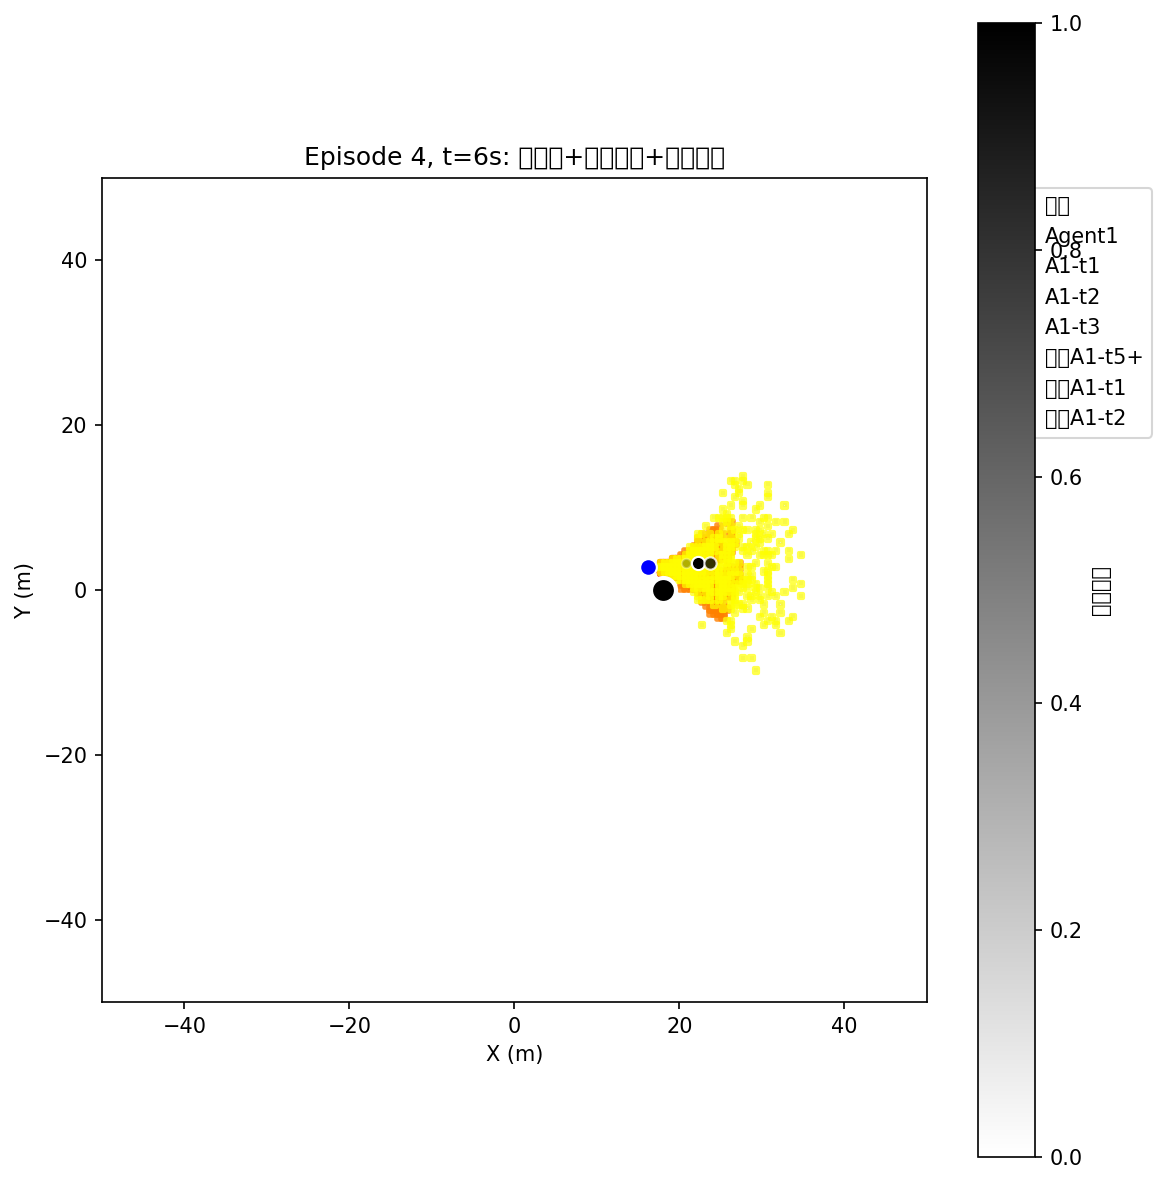 Episode 4, t=6s: □□□+□□□□+□□□□
40
20
0
−20
−40
Y (m)
−40
−20
0
20
40
X (m)
1.0
0.8
0.6
0.4
0.2
0.0
□□□□
□□
Agent1
A1-t1
A1-t2
A1-t3
□□A1-t5+
□□A1-t1
□□A1-t2